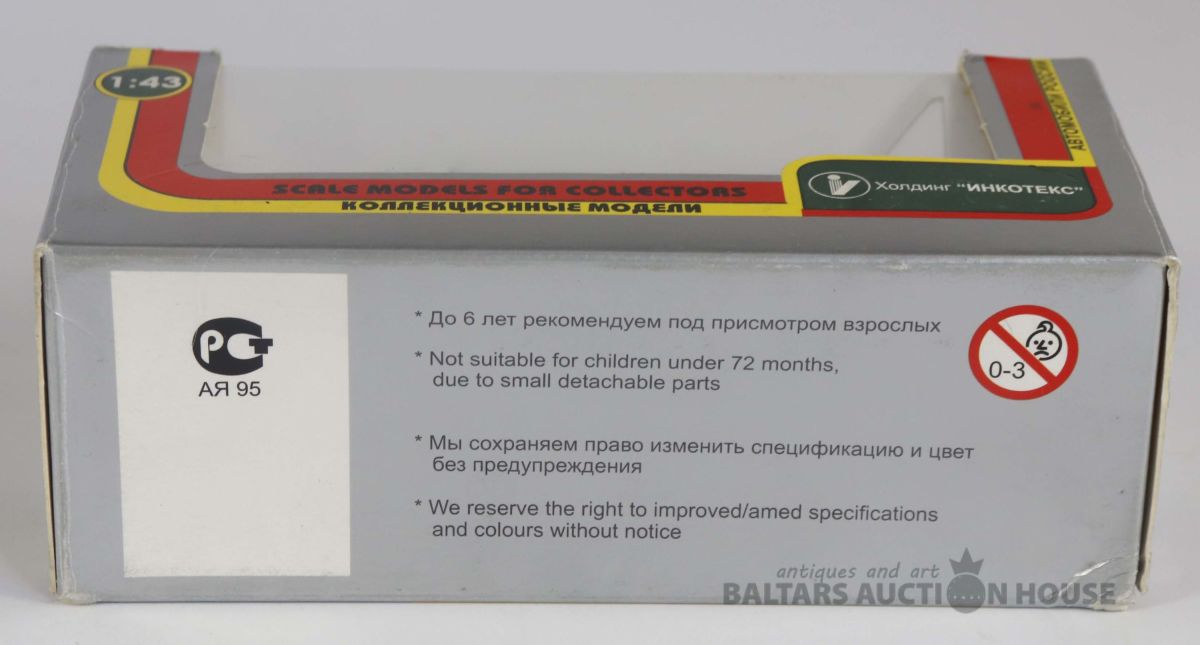 1:43
SCALE MODELS FOR COLLECTORS
КОЛЛЕКЦИОННЫЕ МОДЕЛИ
Холдинг "ИНКОТЕКС"
АВТОМОБИЛИ РОССИИ
РСТ
АЯ 95
* До 6 лет рекомендуем под присмотром взрослых
* Not suitable for children under 72 months,
due to small detachable parts
0-3
* Мы сохраняем право изменить спецификацию и цвет
без предупреждения
* We reserve the right to improved/amed specifications
and colours without notice
antiques and art
BALTARS AUCTION HOUSE